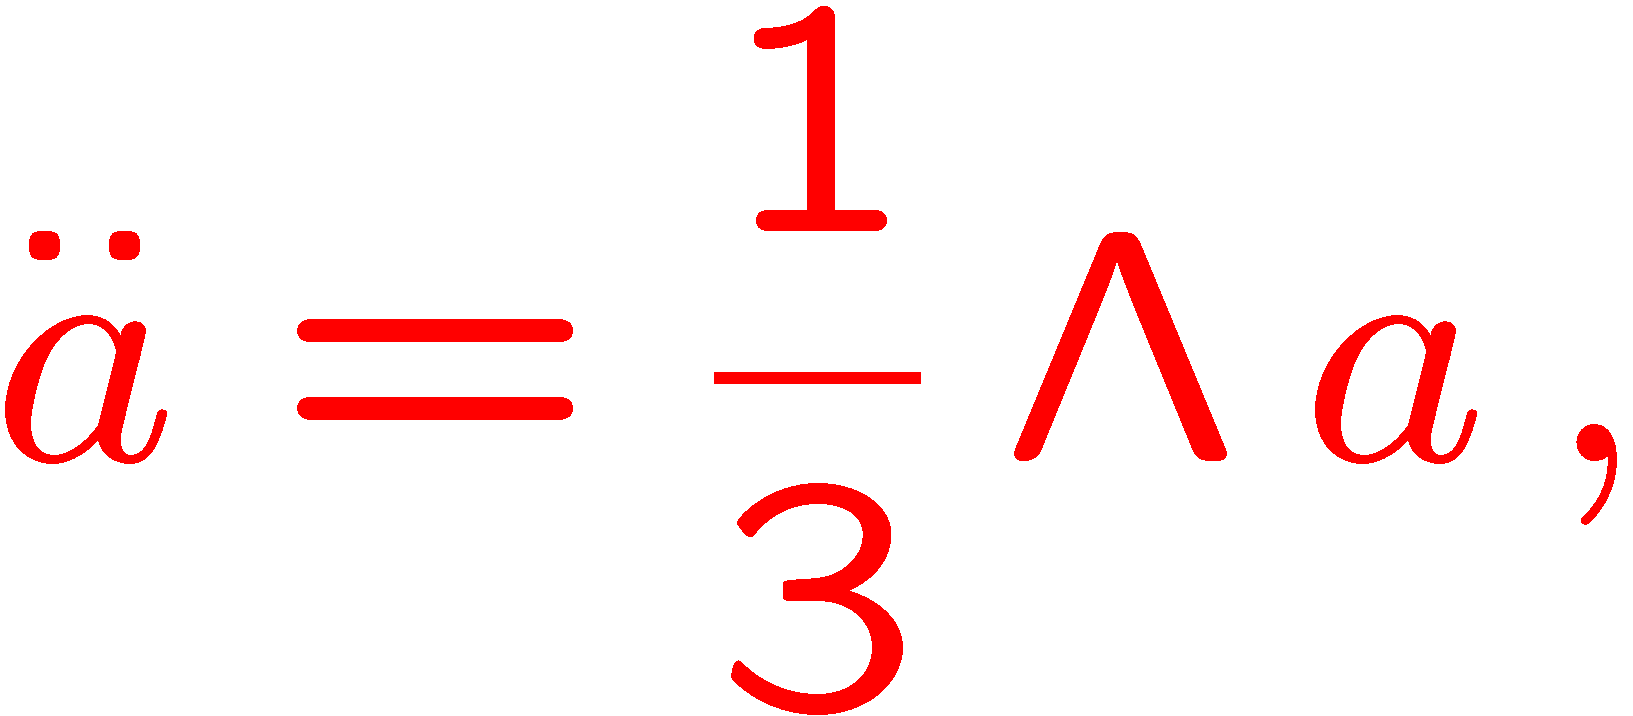 ä = 1/3 Λ a ,